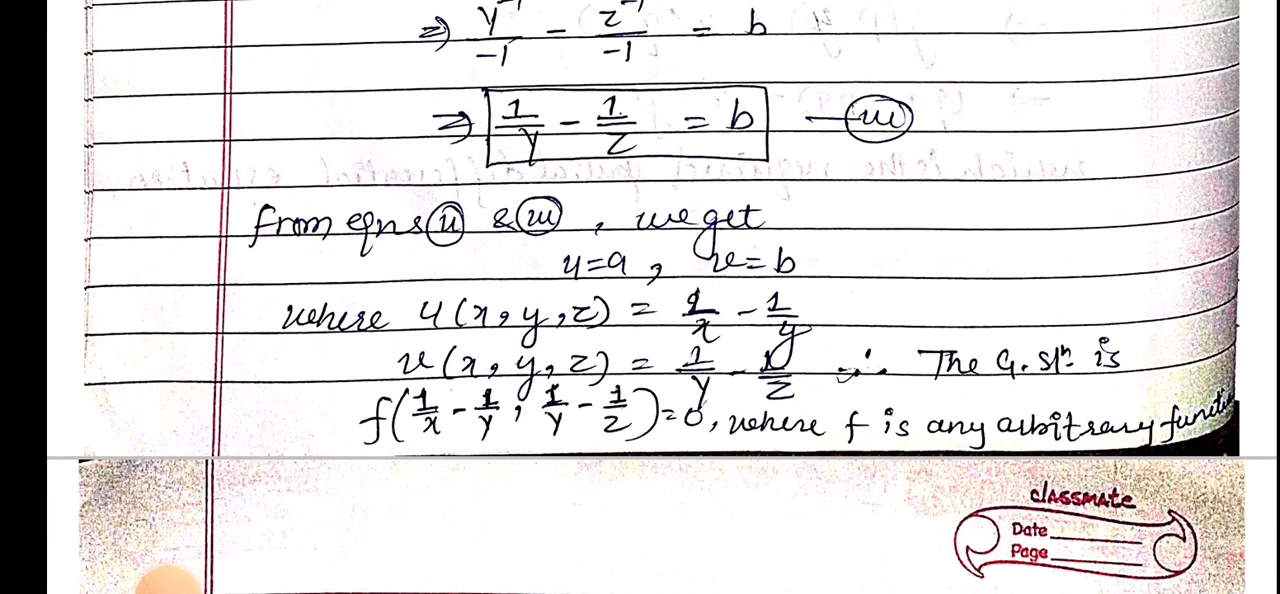 ⇒ y⁻¹/-1 - z⁻¹/-1 = b
⇒ 1/y - 1/z = b — (iii)
from eqns (ii) & (iii), we get
u=a, v=b
where u(x,y,z) = 1/x - 1/y
v(x,y,z) = 1/y - 1/z ∴ The G. Slⁿ. is
f(1/x - 1/y, 1/y - 1/z)=0, where f is any arbitrary function
classmate
Date
Page